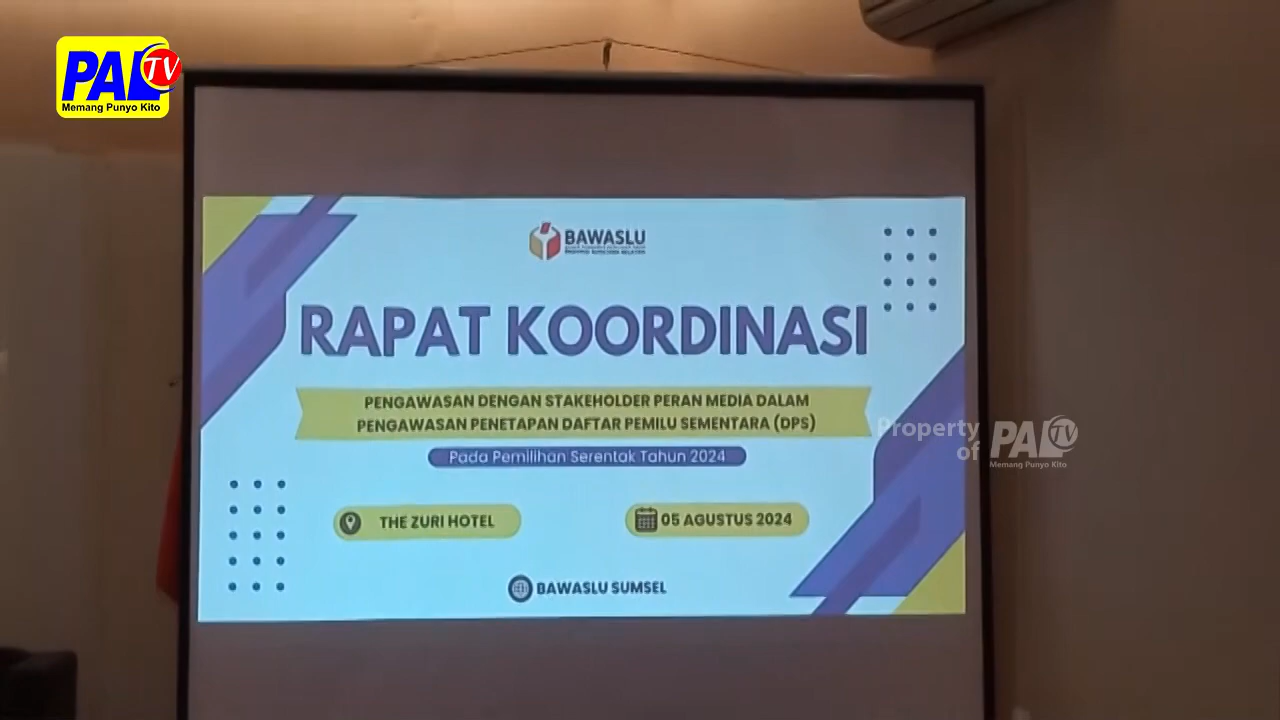 PAL TV
Memang Punyo Kito
BAWASLU
RAPAT KOORDINASI
PENGAWASAN DENGAN STAKEHOLDER PERAN MEDIA DALAM
PENGAWASAN PENETAPAN DAFTAR PEMILU SEMENTARA (DPS)
Pada Pemilihan Serentak Tahun 2024
THE ZURI HOTEL
05 AGUSTUS 2024
BAWASLU SUMSEL
Property
of PAL TV
Memang Punyo Kito